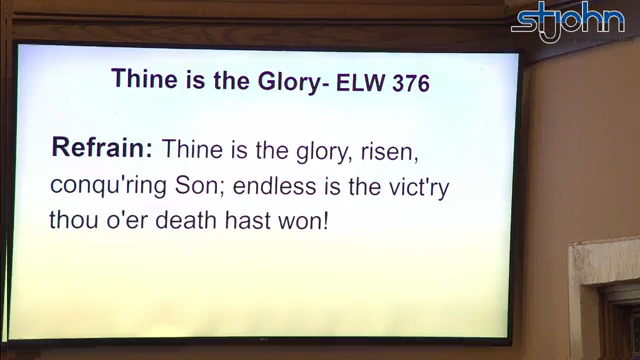 stjohn
Thine is the Glory- ELW 376
Refrain: Thine is the glory, risen,
conqu'ring Son; endless is the vict'ry
thou o'er death hast won!